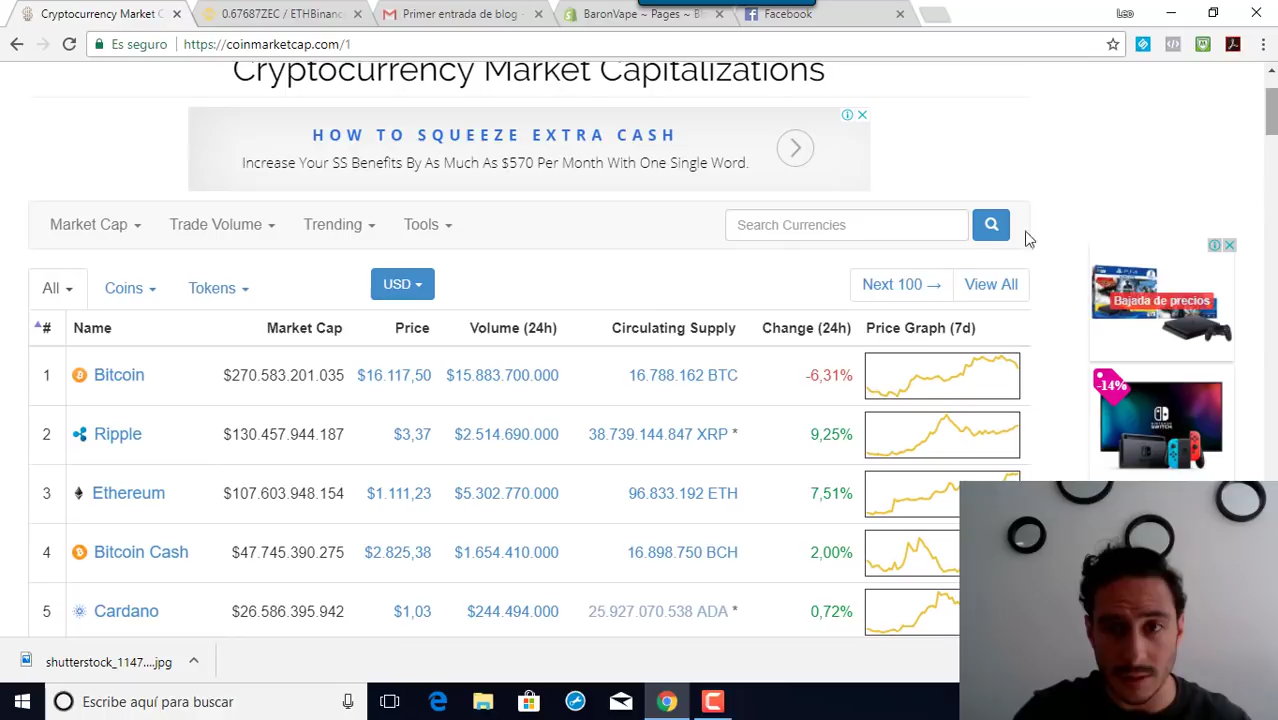 Cryptocurrency Market C
0.67687ZEC / ETHBinanc
Primer entrada de blog -
BaronVape ~ Pages ~ B
Facebook
Leo
Es seguro https://coinmarketcap.com/1
Cryptocurrency Market Capitalizations
HOW TO SQUEEZE EXTRA CASH
Increase Your SS Benefits By As Much As $570 Per Month With One Single Word.
Market Cap Trade Volume Trending Tools Search Currencies
All Coins Tokens USD Next 100 → View All
# Name Market Cap Price Volume (24h) Circulating Supply Change (24h) Price Graph (7d)
1 Bitcoin $270.583.201.035 $16.117,50 $15.883.700.000 16.788.162 BTC -6,31%
2 Ripple $130.457.944.187 $3,37 $2.514.690.000 38.739.144.847 XRP * 9,25%
3 Ethereum $107.603.948.154 $1.111,23 $5.302.770.000 96.833.192 ETH 7,51%
4 Bitcoin Cash $47.745.390.275 $2.825,38 $1.654.410.000 16.898.750 BCH 2,00%
5 Cardano $26.586.395.942 $1,03 $244.494.000 25.927.070.538 ADA * 0,72%
Bajada de precios
-14%
shutterstock_1147....jpg
Escribe aquí para buscar